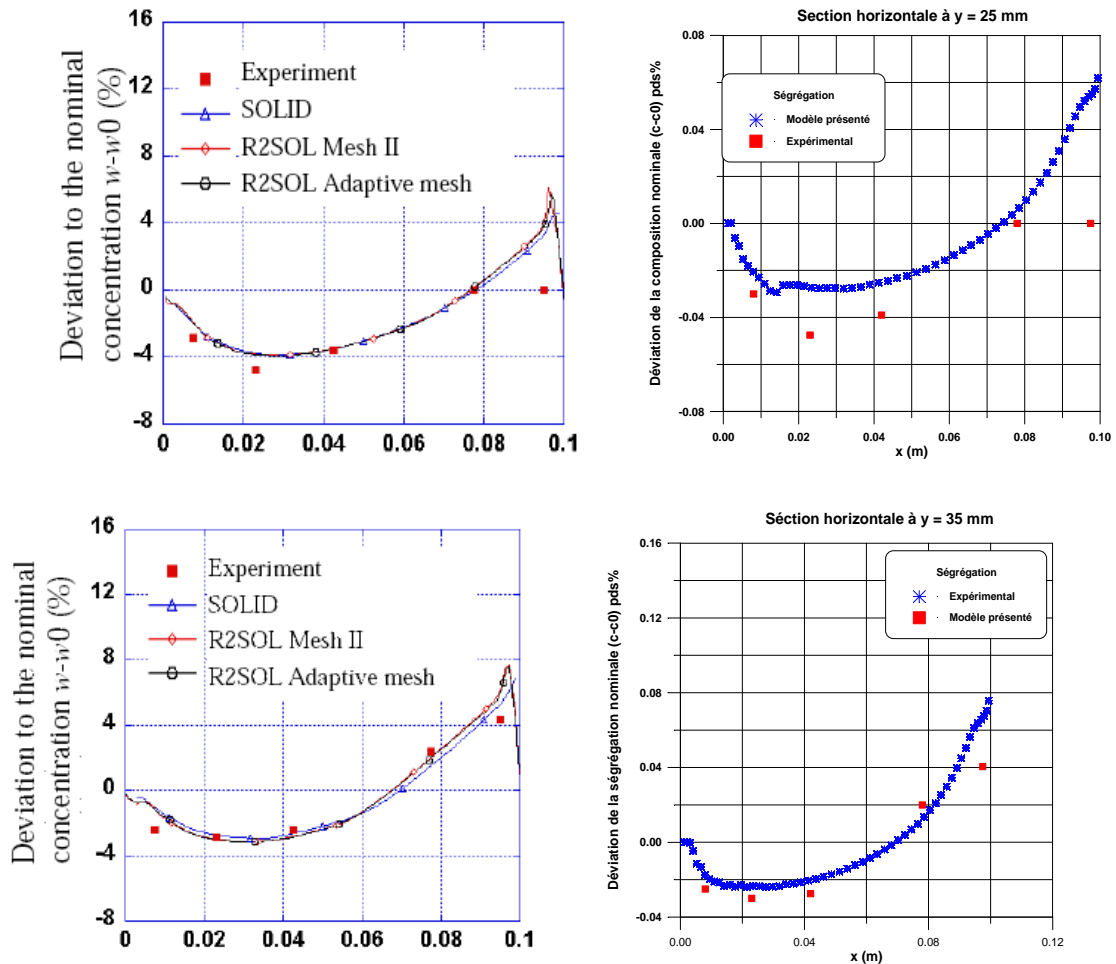 16
12
8
4
0
-4
-8
0
0.02
0.04
0.06
0.08
0.1
Deviation to the nominal
concentration w-w0 (%)
Experiment
SOLID
R2SOL Mesh II
R2SOL Adaptive mesh
Section horizontale à y = 25 mm
0.08
0.04
0.00
-0.04
-0.08
0.00
0.02
0.04
0.06
0.08
0.10
x (m)
Déviation de la composition nominale (c-c0) pds%
Ségrégation
Modèle présenté
Expérimental
16
12
8
4
0
-4
-8
0
0.02
0.04
0.06
0.08
0.1
Deviation to the nominal
concentration w-w0 (%)
Experiment
SOLID
R2SOL Mesh II
R2SOL Adaptive mesh
Séction horizontale à y = 35 mm
0.16
0.12
0.08
0.04
0.00
-0.04
0.00
0.04
0.08
0.12
x (m)
Déviation de la ségrégation nominale (c-c0) pds%
Ségrégation
Expérimental
Modèle présenté